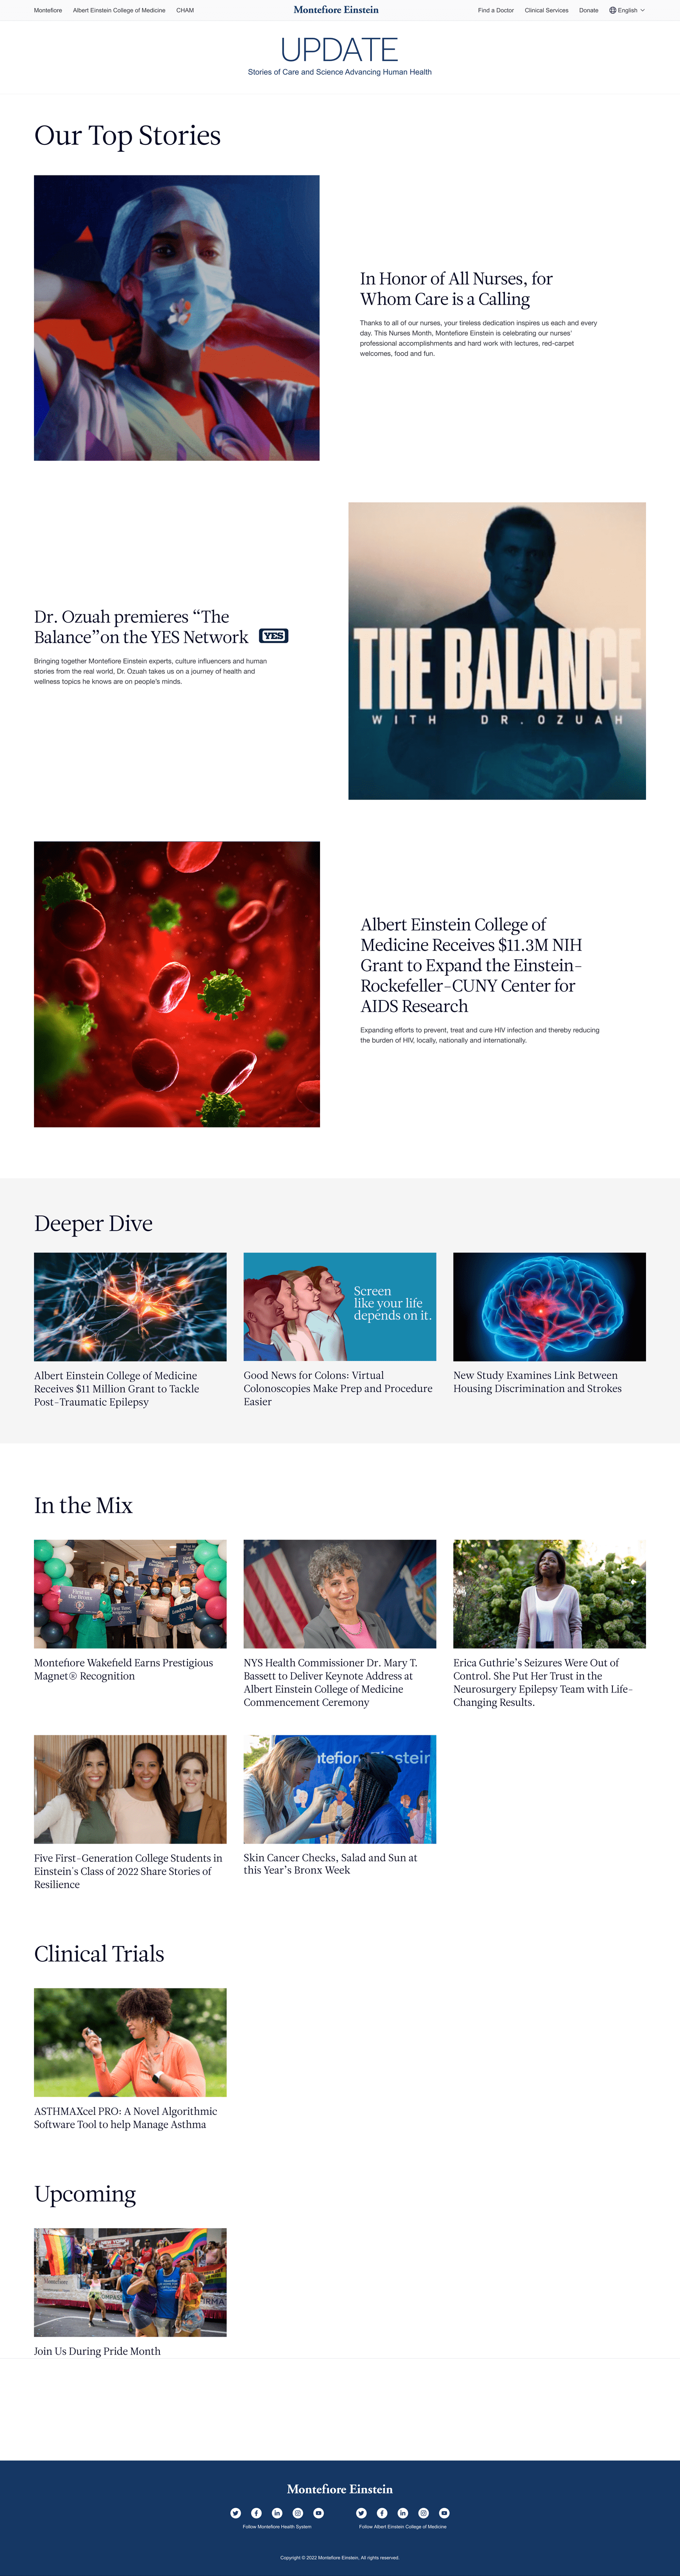 Montefiore Albert Einstein College of Medicine CHAM Montefiore Einstein Find a Doctor Clinical Services Donate English
UPDATE
Stories of Care and Science Advancing Human Health
Our Top Stories
In Honor of All Nurses, for
Whom Care is a Calling
Thanks to all of our nurses, your tireless dedication inspires us each and every
day. This Nurses Month, Montefiore Einstein is celebrating our nurses'
professional accomplishments and hard work with lectures, red-carpet
welcomes, food and fun.
Dr. Ozuah premieres “The
Balance”on the YES Network YES
Bringing together Montefiore Einstein experts, culture influencers and human
stories from the real world, Dr. Ozuah takes us on a journey of health and
wellness topics he knows are on people's minds.
THE BALANCE
WITH DR. OZUAH
Albert Einstein College of
Medicine Receives $11.3M NIH
Grant to Expand the Einstein-
Rockefeller-CUNY Center for
AIDS Research
Expanding efforts to prevent, treat and cure HIV infection and thereby reducing
the burden of HIV, locally, nationally and internationally.
Deeper Dive
Albert Einstein College of Medicine
Receives $11 Million Grant to Tackle
Post-Traumatic Epilepsy
Screen
like your life
depends on it.
Good News for Colons: Virtual
Colonoscopies Make Prep and Procedure
Easier
New Study Examines Link Between
Housing Discrimination and Strokes
In the Mix
First in
the Bronx
First Time
Leadership
Montefiore Wakefield Earns Prestigious
Magnet® Recognition
NYS Health Commissioner Dr. Mary T.
Bassett to Deliver Keynote Address at
Albert Einstein College of Medicine
Commencement Ceremony
Erica Guthrie's Seizures Were Out of
Control. She Put Her Trust in the
Neurosurgery Epilepsy Team with Life-
Changing Results.
Five First-Generation College Students in
Einstein's Class of 2022 Share Stories of
Resilience
ntefiore Einstein
Skin Cancer Checks, Salad and Sun at
this Year's Bronx Week
Clinical Trials
ASTHMAXcel PRO: A Novel Algorithmic
Software Tool to help Manage Asthma
Upcoming
Montefiore
Join Us During Pride Month
Montefiore Einstein
Follow Montefiore Health System Follow Albert Einstein College of Medicine
Copyright © 2022 Montefiore Einstein. All rights reserved.